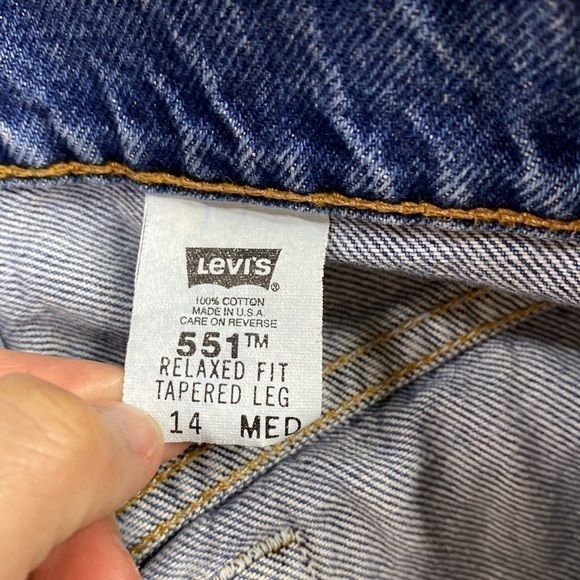 Levi's ®
100% COTTON
MADE IN U.S.A
CARE ON REVERSE
551™
RELAXED FIT
TAPERED LEG
14 MED